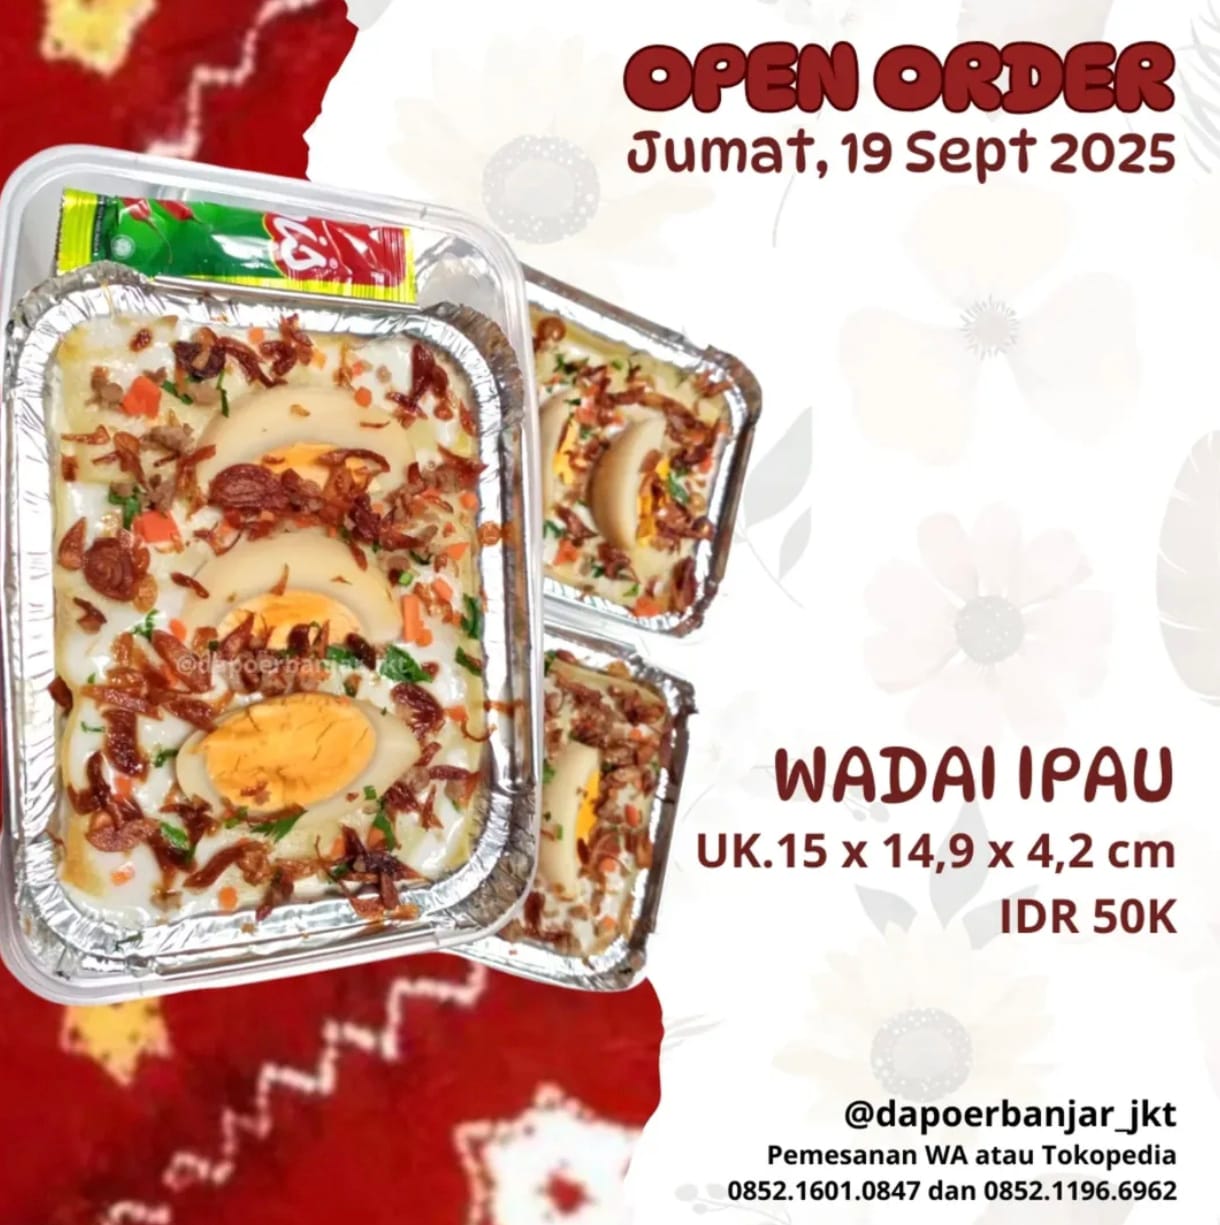 OPEN ORDER
Jumat, 19 Sept 2025
@dapoerbanjar_jkt
WADAI IPAU
UK.15 x 14,9 x 4,2 cm
IDR 50K
@dapoerbanjar_jkt
Pemesanan WA atau Tokopedia
0852.1601.0847 dan 0852.1196.6962